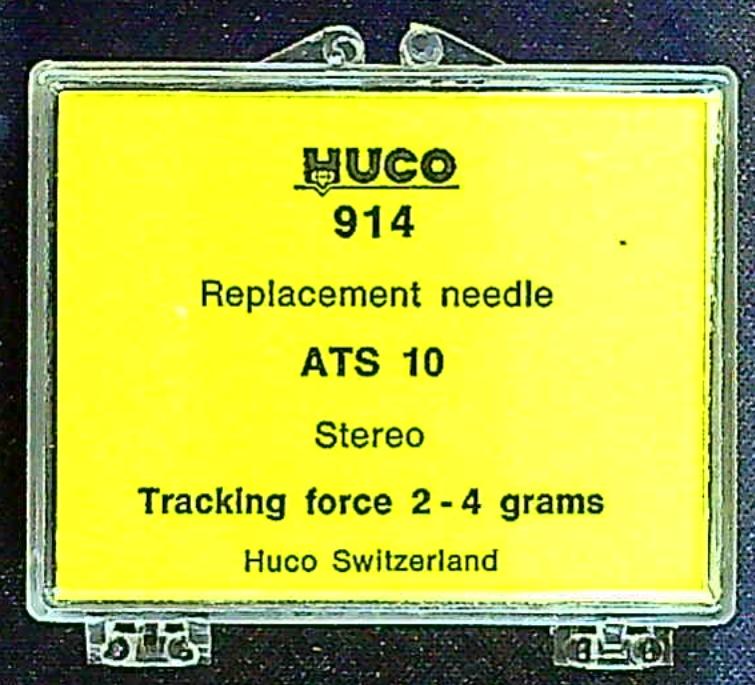 HUCO
914
Replacement needle
ATS 10
Stereo
Tracking force 2 - 4 grams
Huco Switzerland